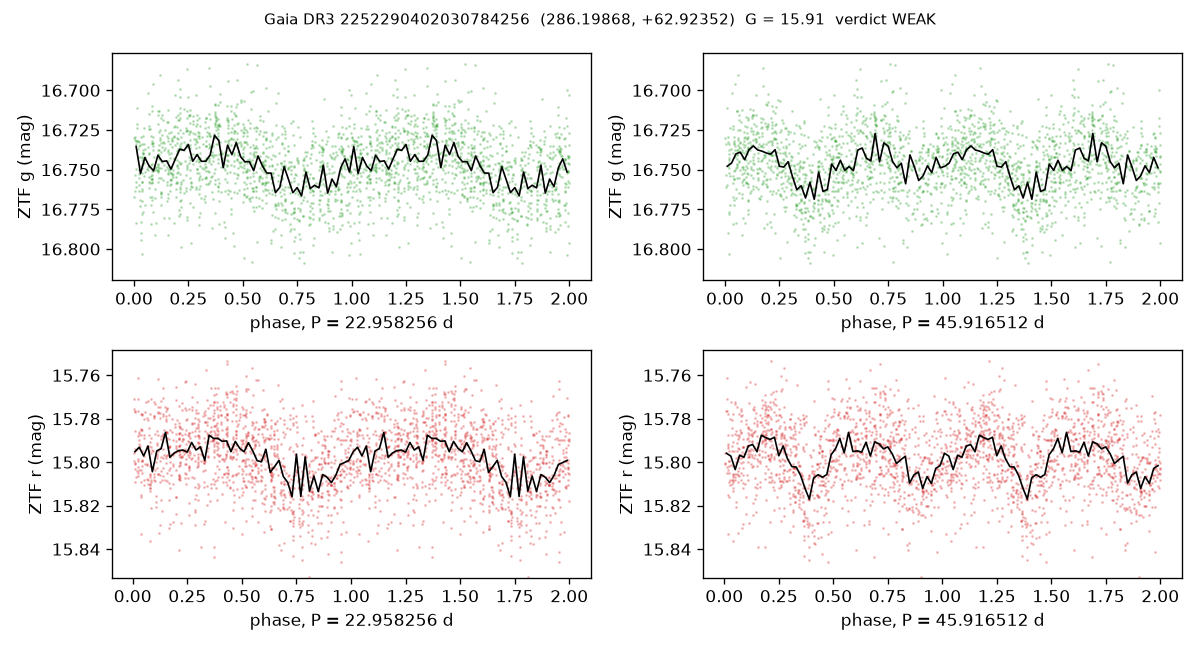 Gaia DR3 2252290402030784256  (286.19868, +62.92352)  G = 15.91  verdict WEAK
ZTF g (mag)
16.700
16.725
16.750
16.775
16.800
0.00 0.25 0.50 0.75 1.00 1.25 1.50 1.75 2.00
phase, P = 22.958256 d
ZTF g (mag)
16.700
16.725
16.750
16.775
16.800
0.00 0.25 0.50 0.75 1.00 1.25 1.50 1.75 2.00
phase, P = 45.916512 d
ZTF r (mag)
15.76
15.78
15.80
15.82
15.84
0.00 0.25 0.50 0.75 1.00 1.25 1.50 1.75 2.00
phase, P = 22.958256 d
ZTF r (mag)
15.76
15.78
15.80
15.82
15.84
0.00 0.25 0.50 0.75 1.00 1.25 1.50 1.75 2.00
phase, P = 45.916512 d